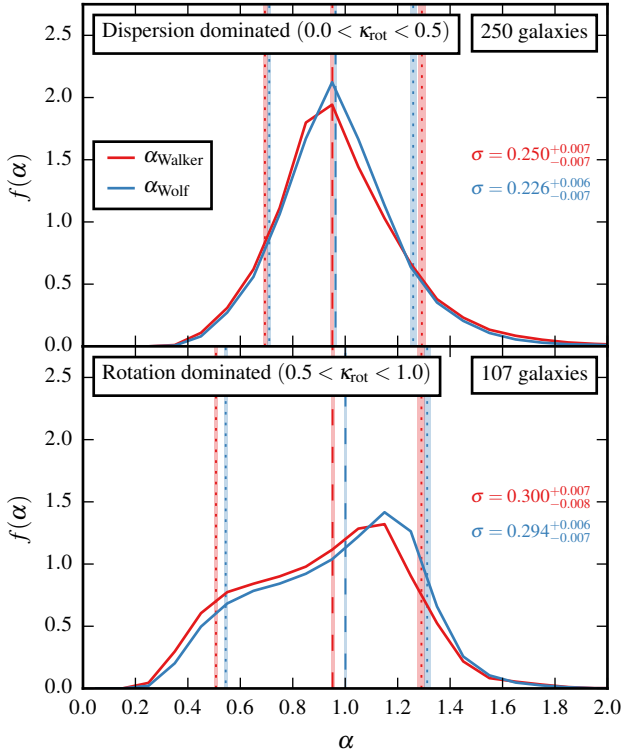 Dispersion dominated (0.0 < κrot < 0.5)
250 galaxies
2.5
2.0
1.5
1.0
0.5
0.0
f(α)
αWalker
αWolf
σ = 0.250+0.007−0.007
σ = 0.226+0.006−0.007
Rotation dominated (0.5 < κrot < 1.0)
107 galaxies
2.5
2.0
1.5
1.0
0.5
0.0
f(α)
σ = 0.300+0.007−0.008
σ = 0.294+0.006−0.007
0.0 0.2 0.4 0.6 0.8 1.0 1.2 1.4 1.6 1.8 2.0
α